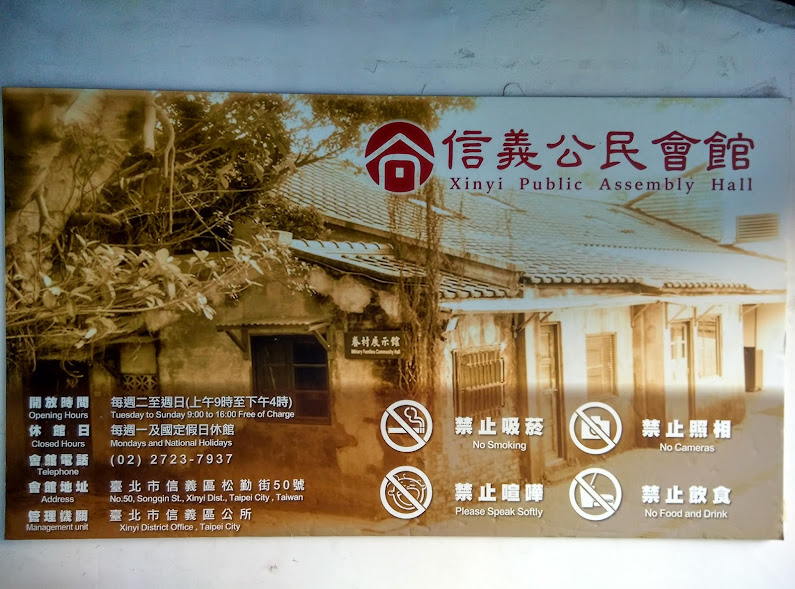 信義公民會館
Xinyi Public Assembly Hall
眷村展示館
Military Families Community Hall
開放時間 每週二至週日(上午9時至下午4時)
Opening Hours Tuesday to Sunday 9:00 to 16:00 Free of Charge
休館日 每週一及國定假日休館
Closed Hours Mondays and National Holidays
會館電話 (02) 2723-7937
Telephone
會館地址 臺北市信義區松勤街50號
Address No.50, Songqin St., Xinyi Dist., Taipei City, Taiwan
管理機關 臺北市信義區公所
Management unit Xinyi District Office, Taipei City
禁止吸菸
No Smoking
禁止照相
No Cameras
禁止喧嘩
Please Speak Softly
禁止飲食
No Food and Drink